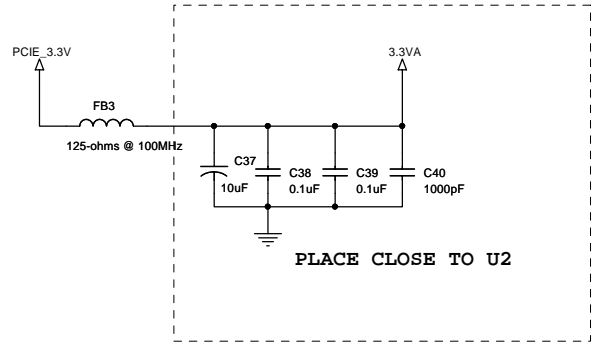 PCIE_3.3V
3.3VA
FB3
125-ohms @ 100MHz
C37
10uF
C38
0.1uF
C39
0.1uF
C40
1000pF
PLACE CLOSE TO U2